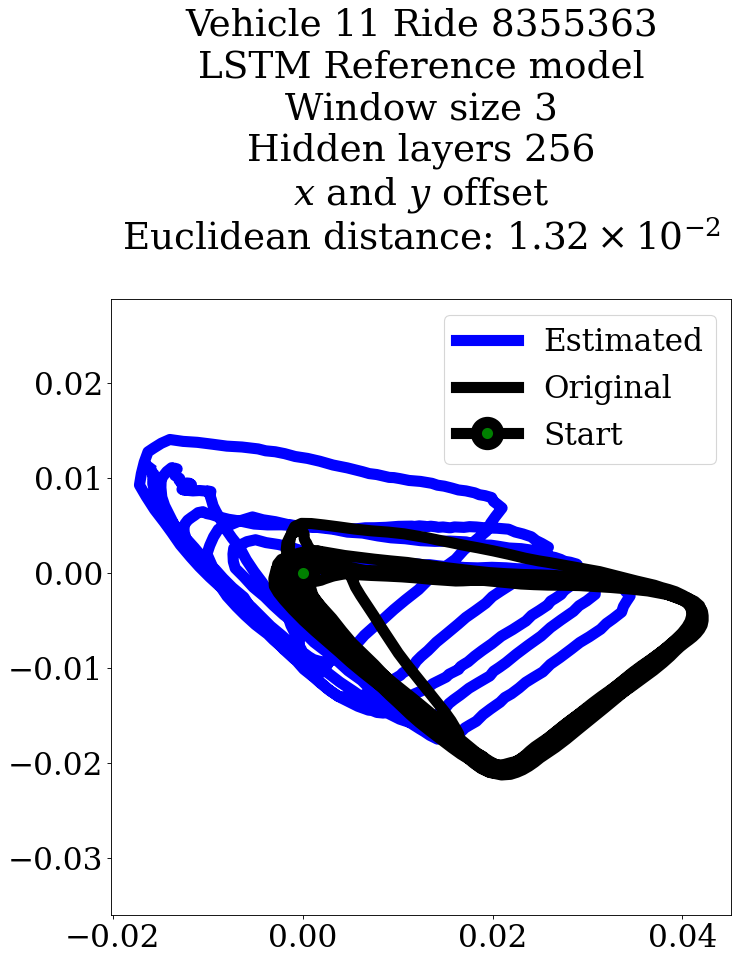 Vehicle 11 Ride 8355363
LSTM Reference model
Window size 3
Hidden layers 256
x and y offset
Euclidean distance: 1.32 × 10⁻²
Estimated
Original
Start
0.02
0.01
0.00
−0.01
−0.02
−0.03
−0.02 0.00 0.02 0.04